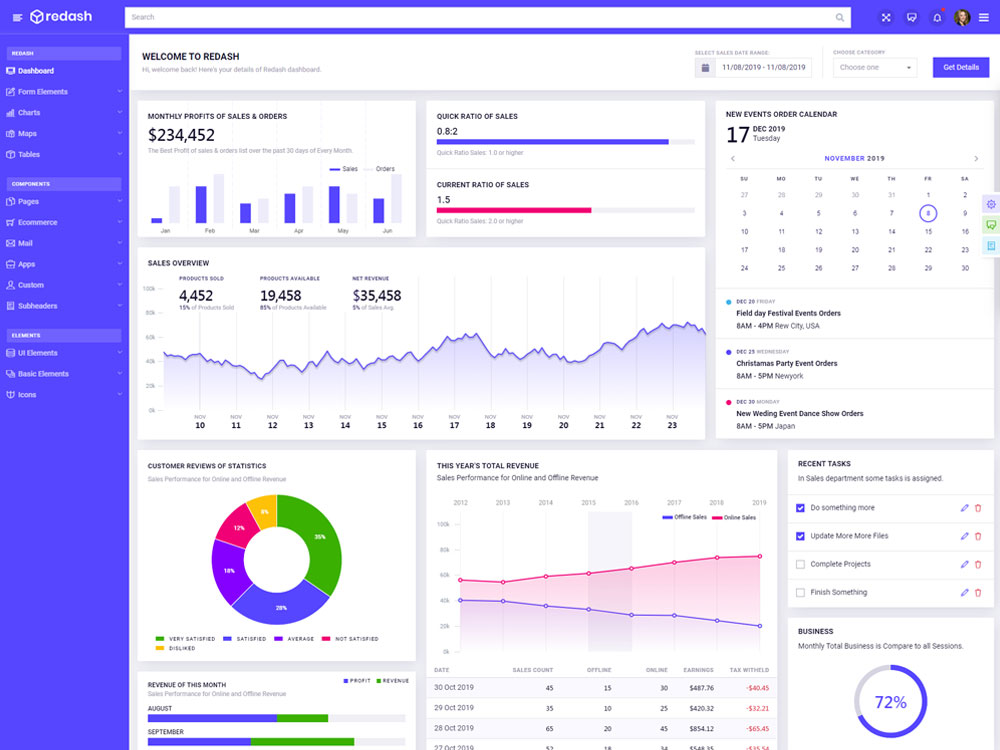 redash
Search
REDASH
Dashboard
Form Elements
Charts
Maps
Tables
COMPONENTS
Pages
Ecommerce
Mail
Apps
Custom
Subheaders
ELEMENTS
UI Elements
Basic Elements
Icons
WELCOME TO REDASH
Hi, welcome back! Here's your details of Redash dashboard.
SELECT SALES DATE RANGE:
11/08/2019 - 11/08/2019
CHOOSE CATEGORY:
Choose one
Get Details
MONTHLY PROFITS OF SALES & ORDERS
$234,452
The Best Profit of sales & orders list over the past 30 days of Every Month.
Sales Orders
Jan Feb Mar Apr May Jun
QUICK RATIO OF SALES
0.8:2
Quick Ratio Sales: 1.0 or higher
CURRENT RATIO OF SALES
1.5
Quick Ratio Sales: 2.0 or higher
NEW EVENTS ORDER CALENDAR
17 DEC 2019
Tuesday
NOVEMBER 2019
SU MO TU WE TH FR SA
27 28 29 30 31 1 2
3 4 5 6 7 8 9
10 11 12 13 14 15 16
17 18 19 20 21 22 23
24 25 26 27 28 29 30
DEC 20 FRIDAY
Field day Festival Events Orders
8AM - 4PM Rew City, USA
DEC 25 WEDNESDAY
Christamas Party Event Orders
8AM - 5PM Newyork
DEC 30 MONDAY
New Weding Event Dance Show Orders
8AM - 5PM Japan
SALES OVERVIEW
PRODUCTS SOLD
4,452
15% of Products Sold
PRODUCTS AVAILABLE
19,458
85% of Products Available
NET REVENUE
$35,458
5% of Sales Avg
100k
80k
60k
40k
20k
0k
NOV NOV NOV NOV NOV NOV NOV NOV NOV NOV NOV NOV NOV NOV
10 11 12 13 14 15 16 17 18 19 20 21 22 23
CUSTOMER REVIEWS OF STATISTICS
Sales Performance for Online and Offline Revenue
8%
35%
12%
18%
28%
VERY SATISFIED SATISFIED AVERAGE NOT SATISFIED
DISLIKED
THIS YEAR'S TOTAL REVENUE
Sales Performance for Online and Offline Revenue
2012 2013 2014 2015 2016 2017 2018 2019
Offline Sales Online Sales
100k
80k
60k
40k
20k
0k
DATE SALES COUNT OFFLINE ONLINE EARNINGS TAX WITHELD
30 Oct 2019 45 15 30 $487.76 -$40.45
29 Oct 2019 35 10 25 $420.32 -$32.21
28 Oct 2019 65 20 45 $854.12 -$65.45
27 Oct 2019 52 18 34 $548.35 -$35.54
RECENT TASKS
In Sales department some tasks is assigned.
Do something more
Update More More Files
Complete Projects
Finish Something
BUSINESS
Monthly Total Business is Compare to all Sessions.
72%
REVENUE OF THIS MONTH
PROFIT REVENUE
Sales Performance for Online and Offline Revenue
AUGUST
SEPTEMBER